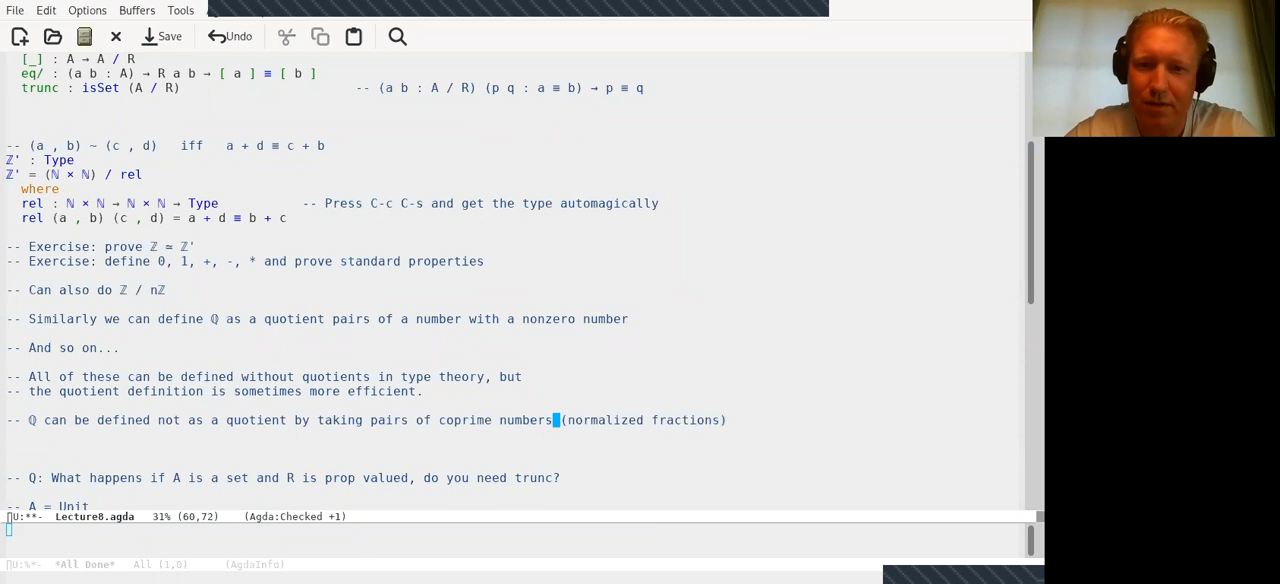 File Edit Options Buffers Tools
Save Undo
[_] : A → A / R
eq/ : (a b : A) → R a b → [ a ] ≡ [ b ]
trunc : isSet (A / R) -- (a b : A / R) (p q : a ≡ b) → p ≡ q
-- (a , b) ~ (c , d) iff a + d ≡ c + b
ℤ' : Type
ℤ' = (ℕ × ℕ) / rel
where
rel : ℕ × ℕ → ℕ × ℕ → Type -- Press C-c C-s and get the type automagically
rel (a , b) (c , d) = a + d ≡ b + c
-- Exercise: prove ℤ ≃ ℤ'
-- Exercise: define 0, 1, +, -, * and prove standard properties
-- Can also do ℤ / nℤ
-- Similarly we can define ℚ as a quotient pairs of a number with a nonzero number
-- And so on...
-- All of these can be defined without quotients in type theory, but
-- the quotient definition is sometimes more efficient.
-- ℚ can be defined not as a quotient by taking pairs of coprime numbers (normalized fractions)
-- Q: What happens if A is a set and R is prop valued, do you need trunc?
-- A = Unit
U:**- Lecture8.agda 31% (60,72) (Agda:Checked +1)
U:%*- *All Done* All (1,0) (AgdaInfo)